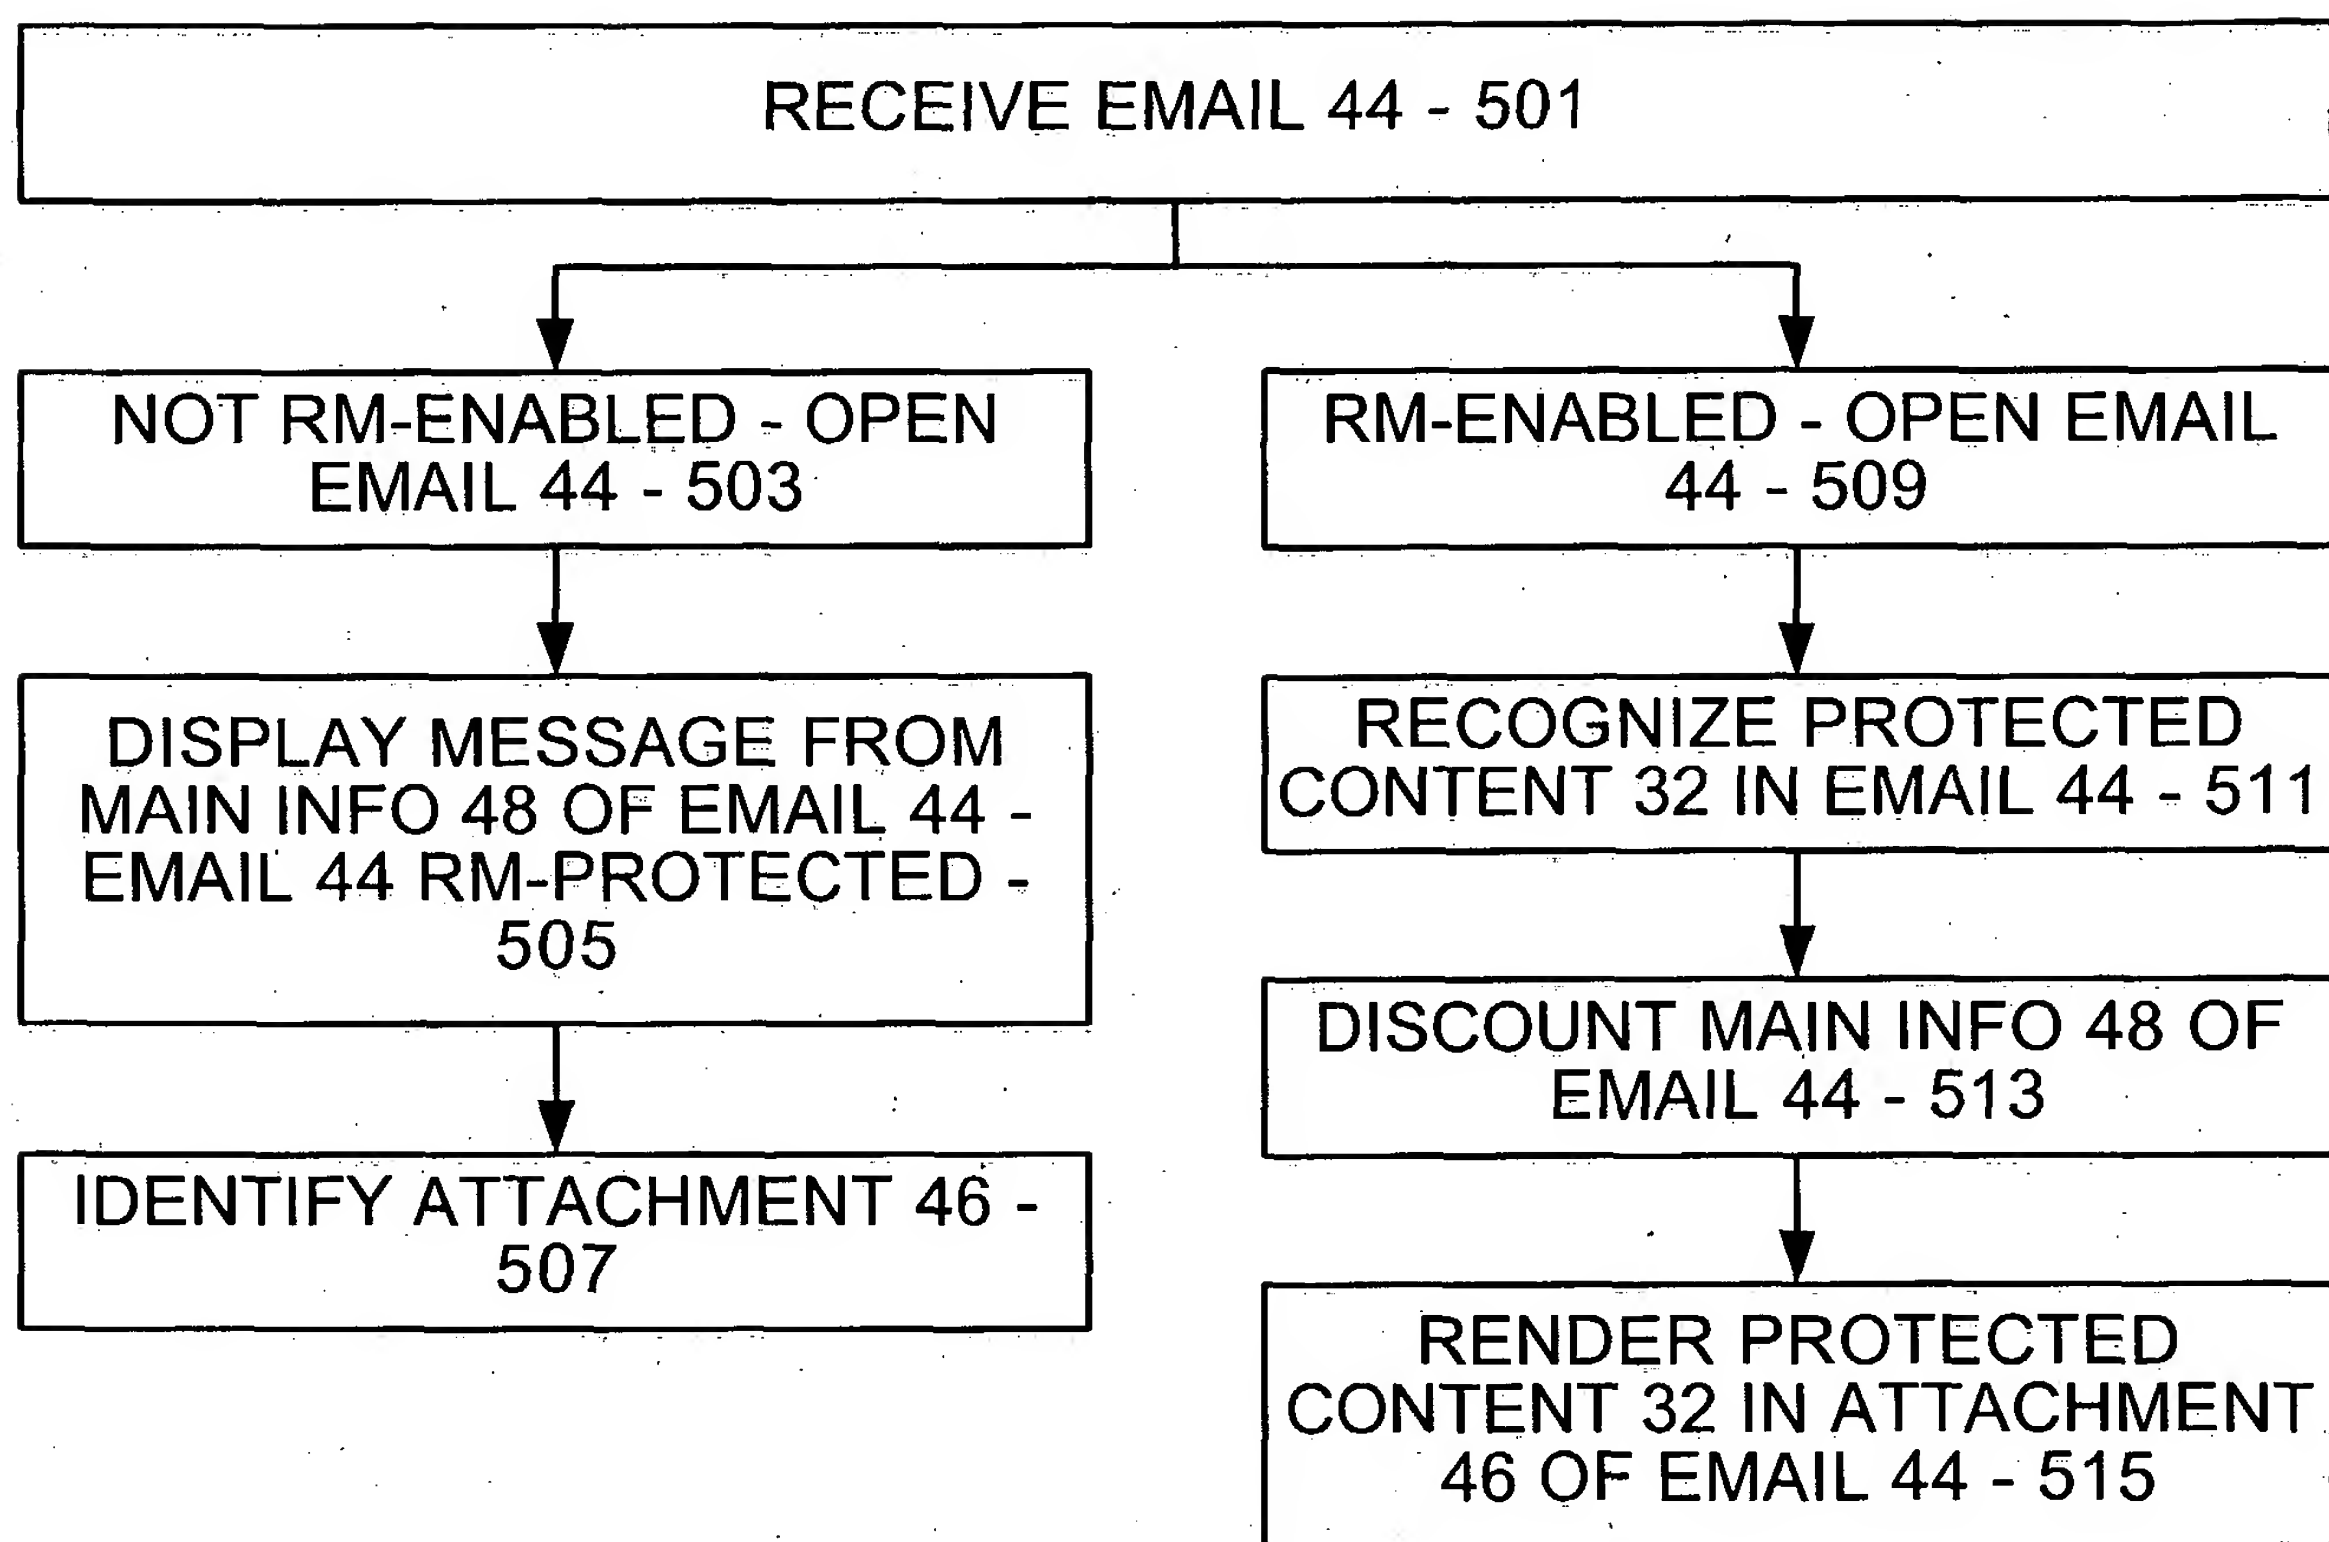 RECEIVE EMAIL 44 - 501
NOT RM-ENABLED - OPEN
EMAIL 44 - 503
DISPLAY MESSAGE FROM
MAIN INFO 48 OF EMAIL 44 -
EMAIL 44 RM-PROTECTED -
505
IDENTIFY ATTACHMENT 46 -
507
RM-ENABLED - OPEN EMAIL
44 - 509
RECOGNIZE PROTECTED
CONTENT 32 IN EMAIL 44 - 511
DISCOUNT MAIN INFO 48 OF
EMAIL 44 - 513
RENDER PROTECTED
CONTENT 32 IN ATTACHMENT
46 OF EMAIL 44 - 515